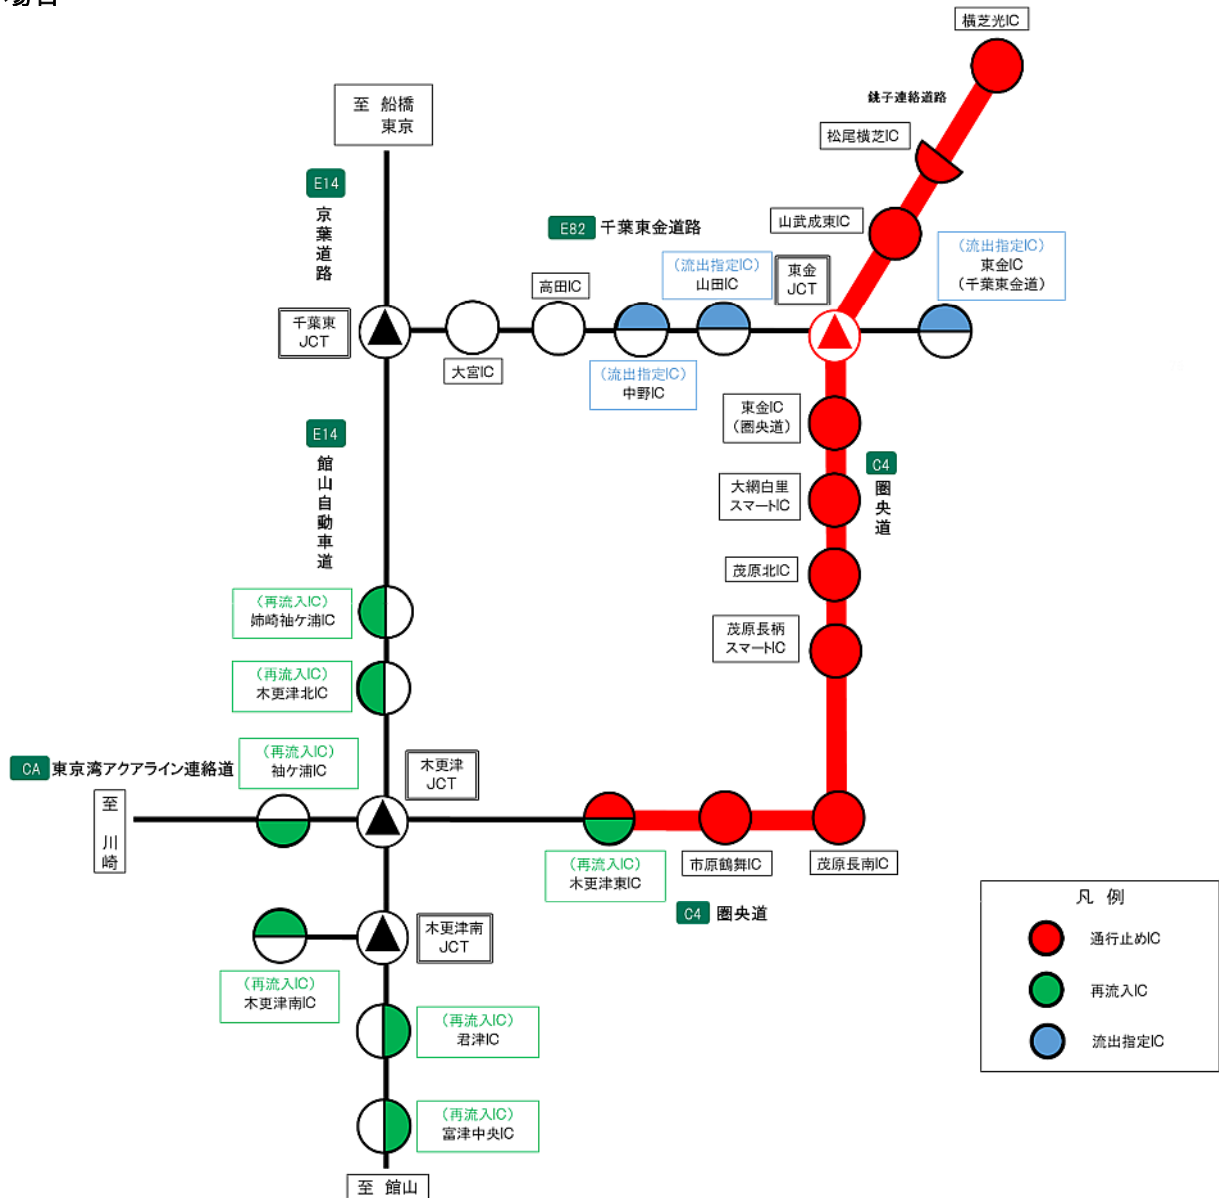 横芝光IC
銚子連絡道路
至 船橋
東京
松尾横芝IC
E14
京葉道路
山武成東IC
E82 千葉東金道路
(流出指定IC)
東金IC
(千葉東金道)
(流出指定IC)
山田IC
東金
JCT
高田IC
千葉東
JCT
大宮IC
(流出指定IC)
中野IC
東金IC
(圏央道)
E14
館山自動車道
C4
圏央道
大網白里
スマートIC
茂原北IC
(再流入IC)
姉崎袖ケ浦IC
茂原長柄
スマートIC
(再流入IC)
木更津北IC
(再流入IC)
袖ケ浦IC
木更津
JCT
CA 東京湾アクアライン連絡道
至 川崎
(再流入IC)
木更津東IC
市原鶴舞IC
茂原長南IC
C4 圏央道
凡 例
通行止めIC
再流入IC
流出指定IC
木更津南
JCT
(再流入IC)
木更津南IC
(再流入IC)
君津IC
(再流入IC)
富津中央IC
至 館山